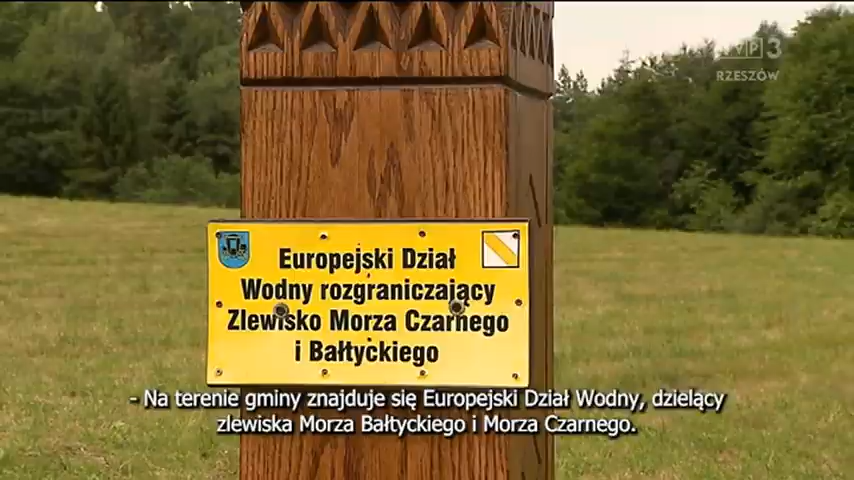 TVP 3
RZESZÓW
Europejski Dział
Wodny rozgraniczający
Zlewisko Morza Czarnego
i Bałtyckiego
- Na terenie gminy znajduje się Europejski Dział Wodny, dzielący
zlewiska Morza Bałtyckiego i Morza Czarnego.